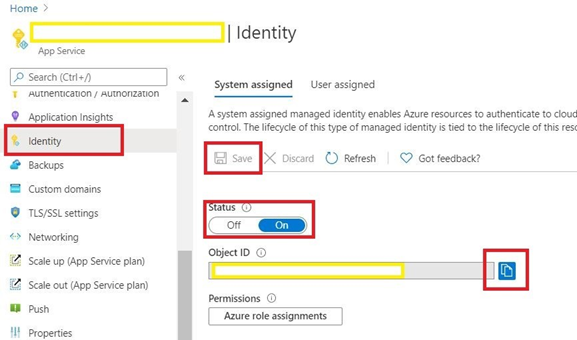 Home >
| Identity
App Service
Search (Ctrl+/)
«
Authentication / Authorization
Application Insights
Identity
Backups
Custom domains
TLS/SSL settings
Networking
Scale up (App Service plan)
Scale out (App Service plan)
Push
Properties
System assigned User assigned
A system assigned managed identity enables Azure resources to authenticate to cloud
control. The lifecycle of this type of managed identity is tied to the lifecycle of this
Save Discard Refresh Got feedback?
Status
Off On
Object ID
Permissions
Azure role assignments